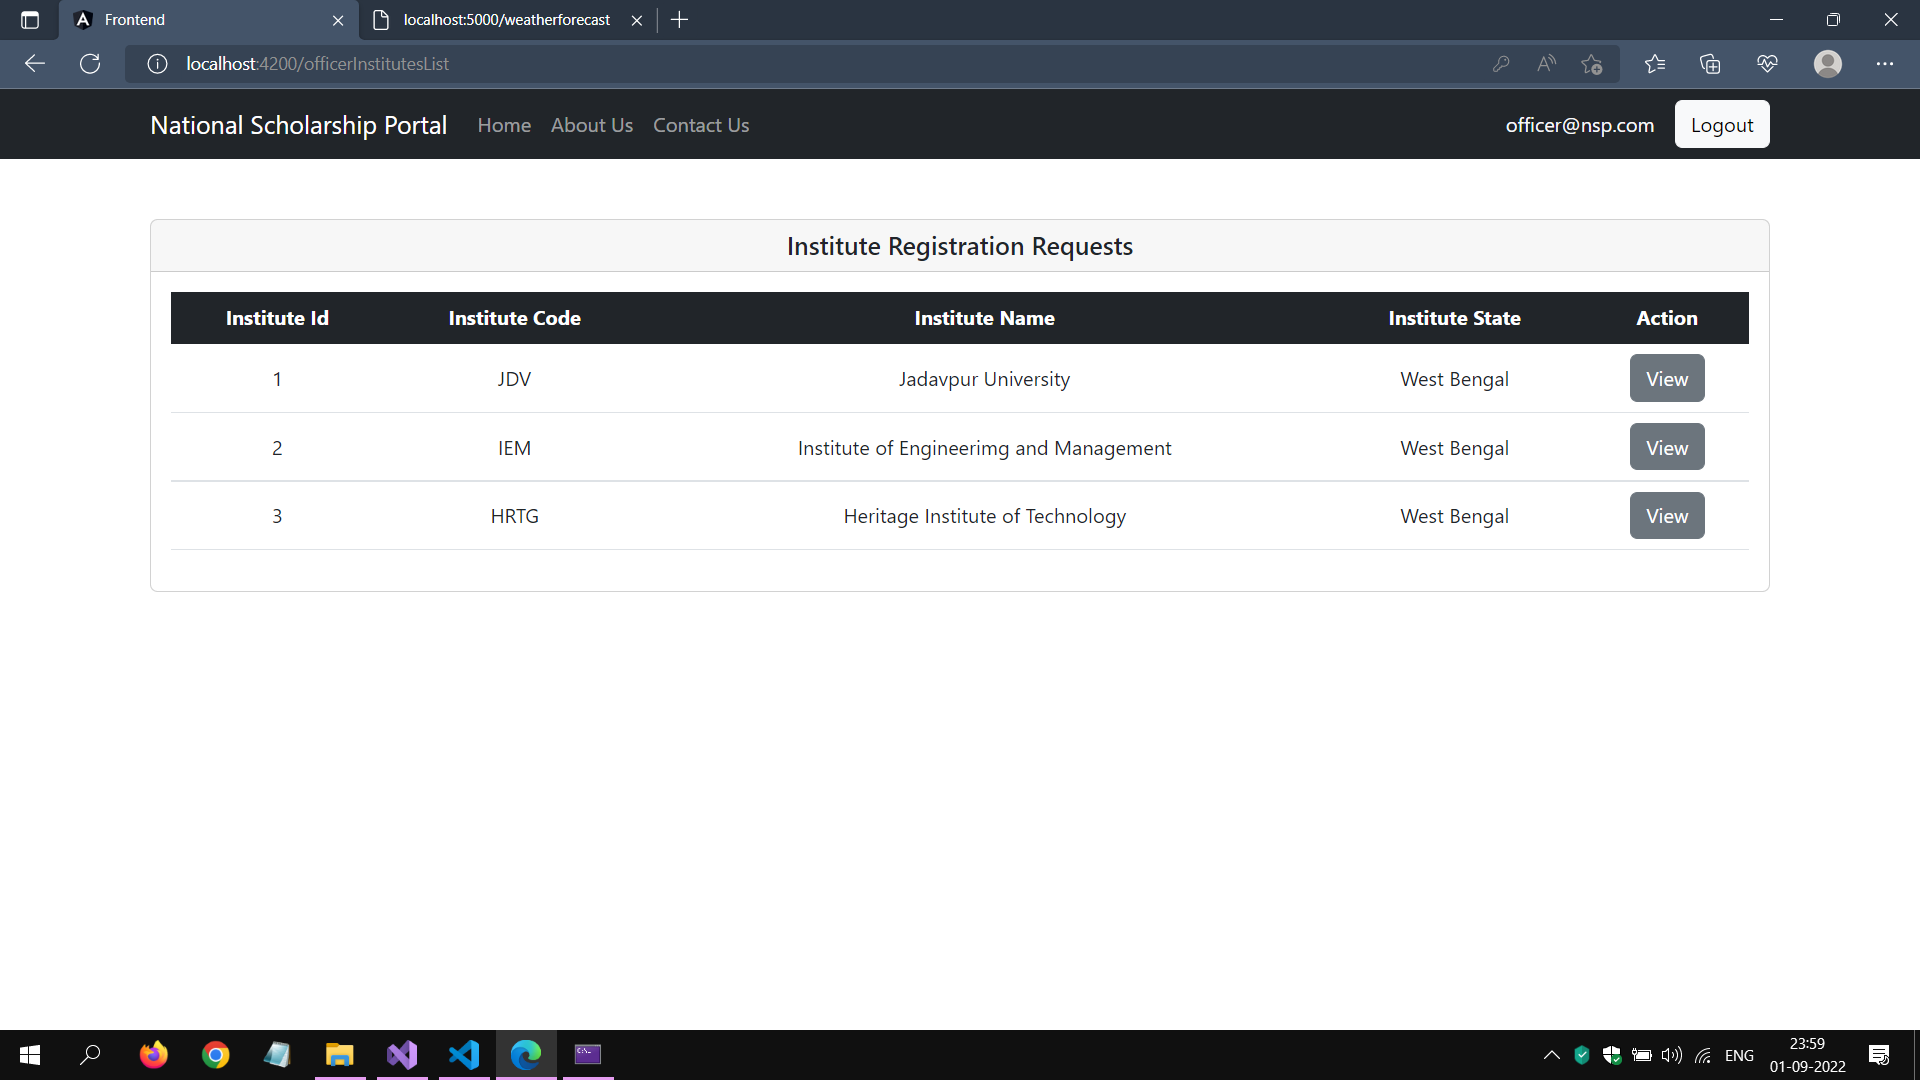 Frontend
localhost:5000/weatherforecast
localhost:4200/officerInstitutesList
National Scholarship Portal Home About Us Contact Us officer@nsp.com Logout
Institute Registration Requests
Institute Id Institute Code Institute Name Institute State Action
1 JDV Jadavpur University West Bengal View
2 IEM Institute of Engineerimg and Management West Bengal View
3 HRTG Heritage Institute of Technology West Bengal View
ENG
23:59
01-09-2022